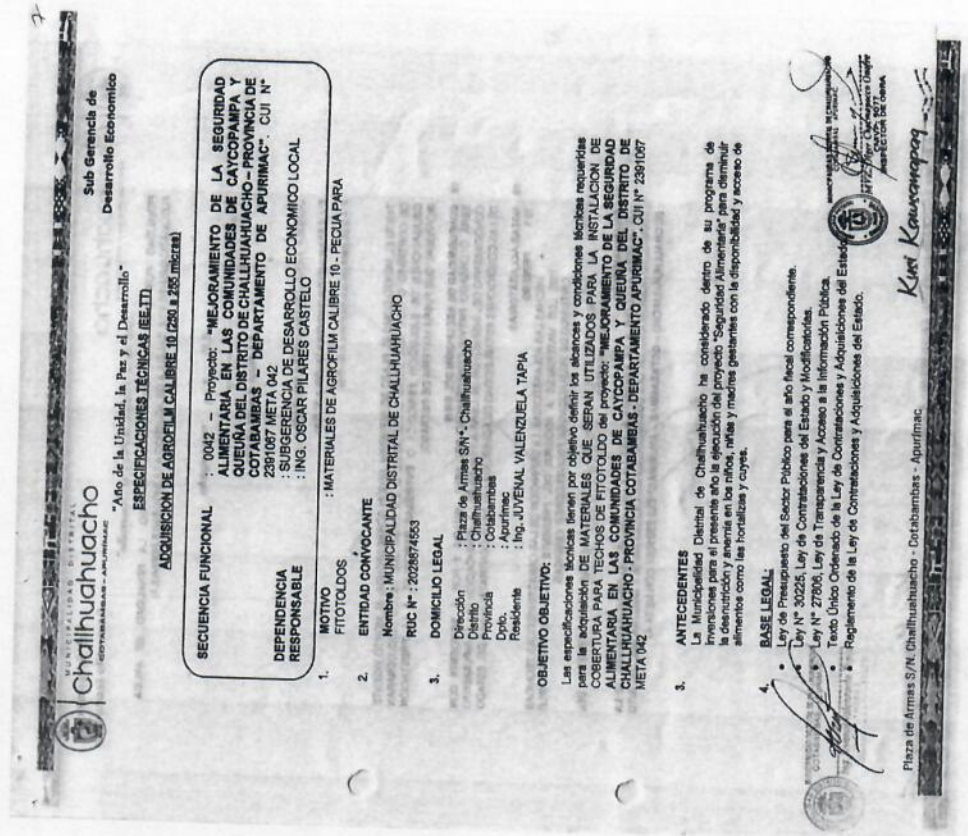 MUNICIPALIDAD DISTRITAL
Challhuahuacho
COTABAMBAS - APURIMAC
Sub Gerencia de
Desarrollo Economico
"Año de la Unidad, la Paz y el Desarrollo"
ESPECIFICACIONES TÉCNICAS (EE.TT)
ADQUISICION DE AGROFILM CALIBRE 10 (250 a 255 micras)
SECUENCIA FUNCIONAL : 0042 – Proyecto: "MEJORAMIENTO DE LA SEGURIDAD
ALIMENTARIA EN LAS COMUNIDADES DE CAYCOPAMPA Y
QUEUÑA DEL DISTRITO DE CHALLHUAHUACHO – PROVINCIA DE
COTABAMBAS – DEPARTAMENTO DE APURIMAC". CUI N°
2391067 META 042
DEPENDENCIA : SUBGERENCIA DE DESARROLLO ECONOMICO LOCAL
RESPONSABLE : ING. OSCAR PILARES CASTELO
1. MOTIVO : MATERIALES DE AGROFILM CALIBRE 10 - PECUA PARA
FITOTOLDOS
2. ENTIDAD CONVOCANTE
Nombre : MUNICIPALIDAD DISTRITAL DE CHALLHUAHUACHO
RUC N° : 2028674553
3. DOMICILIO LEGAL
Dirección : Plaza de Armas S/N°- Challhuahuacho
Distrito : Challhuahuacho
Provincia : Cotabambas
Dpto. : Apurímac
Residente : Ing. JUVENAL VALENZUELA TAPIA
OBJETIVO OBJETIVO:
Las especificaciones técnicas tienen por objetivo definir los alcances y condiciones técnicas requeridas
para la adquisición de MATERIALES QUE SERAN UTILIZADOS PARA LA INSTALACION DE
COBERTURA PARA TECHOS DE FITOTOLDO del proyecto: "MEJORAMIENTO DE LA SEGURIDAD
ALIMENTARIA EN LAS COMUNIDADES DE CAYCOPAMPA Y QUEUÑA DEL DISTRITO DE
CHALLHUAHUACHO - PROVINCIA COTABAMBAS - DEPARTAMENTO APURIMAC". CUI N° 2391067
META 042
3. ANTECEDENTES
La Municipalidad Distrital de Challhuahuacho ha considerado dentro de su programa de
inversiones para el presente año la ejecución del proyecto "Seguridad Alimentaria" para disminuir
la desnutrición y anemia en los niños, niñas y madres gestantes con la disponibilidad y acceso de
alimentos como las hortalizas y cuyes.
4. BASE LEGAL:
• Ley de Presupuesto del Sector Público para el año fiscal correspondiente.
• Ley N° 30225, Ley de Contrataciones del Estado y Modificatorias.
• Ley N° 27806, Ley de Transparencia y Acceso a la Información Pública.
• Texto Único Ordenado de la Ley de Contrataciones y Adquisiciones del Estado.
• Reglamento de la Ley de Contrataciones y Adquisiciones del Estado.
INSPECTOR DE OBRA
Plaza de Armas S/N. Challhuahuacho - Cotabambas - Apurímac
Kusi Kawsanapaq